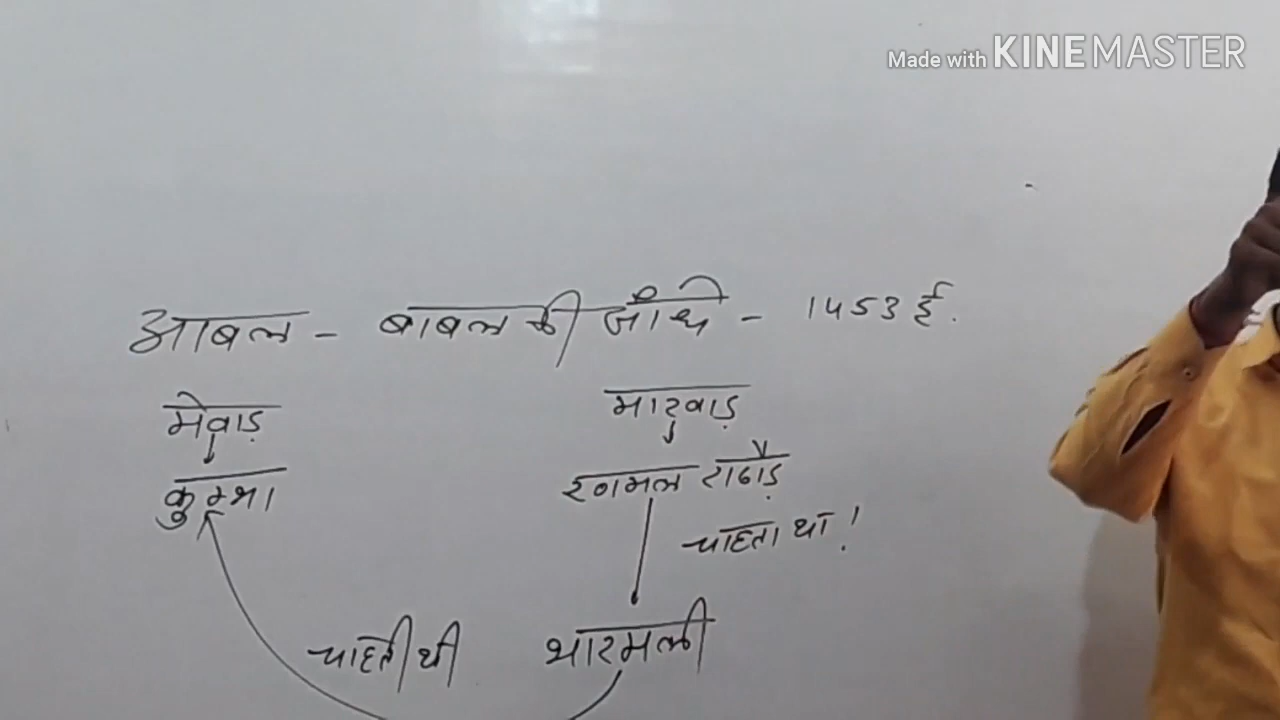 Made with KINEMASTER
आबल - बाबल की जाँधे - 1453 ई.
मेवाड़ मारवाड़
कुम्भा रणमल राठौड़
चाहता था!
चाहती थी भारमली